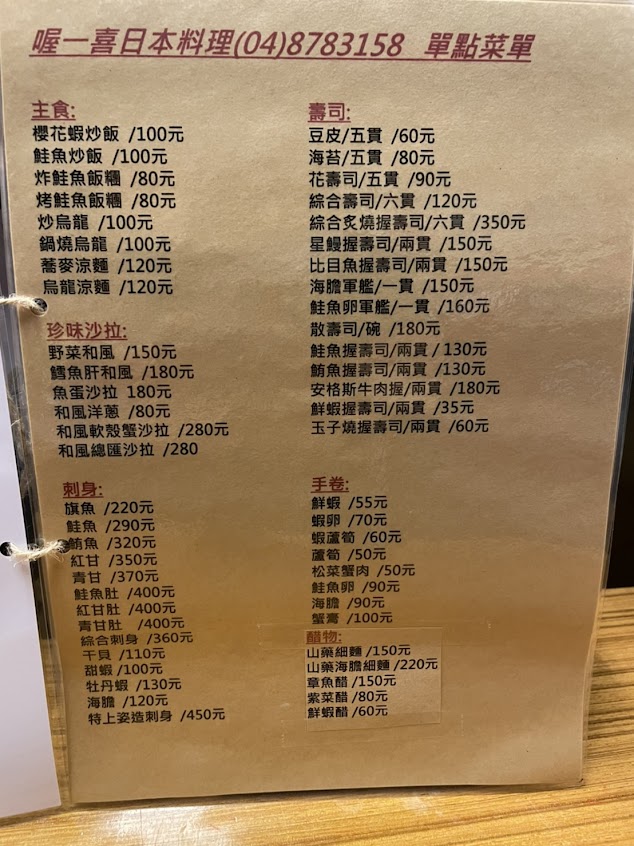 喔一喜日本料理(04)8783158 單點菜單
主食:
櫻花蝦炒飯 /100元
鮭魚炒飯 /100元
炸鮭魚飯糰 /80元
烤鮭魚飯糰 /80元
炒烏龍 /100元
鍋燒烏龍 /100元
蕎麥涼麵 /120元
烏龍涼麵 /120元
珍味沙拉:
野菜和風 /150元
鱈魚肝和風 /180元
魚蛋沙拉 180元
和風洋蔥 /80元
和風軟殼蟹沙拉 /280元
和風總匯沙拉 /280
刺身:
旗魚 /220元
鮭魚 /290元
鮪魚 /320元
紅甘 /350元
青甘 /370元
鮭魚肚 /400元
紅甘肚 /400元
青甘肚 /400元
綜合刺身 /360元
干貝 /110元
甜蝦 /100元
牡丹蝦 /130元
海膽 /120元
特上姿造刺身 /450元
壽司:
豆皮/五貫 /60元
海苔/五貫 /80元
花壽司/五貫 /90元
綜合壽司/六貫 /120元
綜合炙燒握壽司/六貫 /350元
星鰻握壽司/兩貫 /150元
比目魚握壽司/兩貫 /150元
海膽軍艦/一貫 /150元
鮭魚卵軍艦/一貫 /160元
散壽司/碗 /180元
鮭魚握壽司/兩貫 / 130元
鮪魚握壽司/兩貫 /130元
安格斯牛肉握/兩貫 /180元
鮮蝦握壽司/兩貫 /35元
玉子燒握壽司/兩貫 /60元
手卷:
鮮蝦 /55元
蝦卵 /70元
蝦蘆筍 /60元
蘆筍 /50元
松菜蟹肉 /50元
鮭魚卵 /90元
海膽 /90元
蟹膏 /100元
醋物:
山藥細麵 /150元
山藥海膽細麵 /220元
章魚醋 /150元
紫菜醋 /80元
鮮蝦醋 /60元